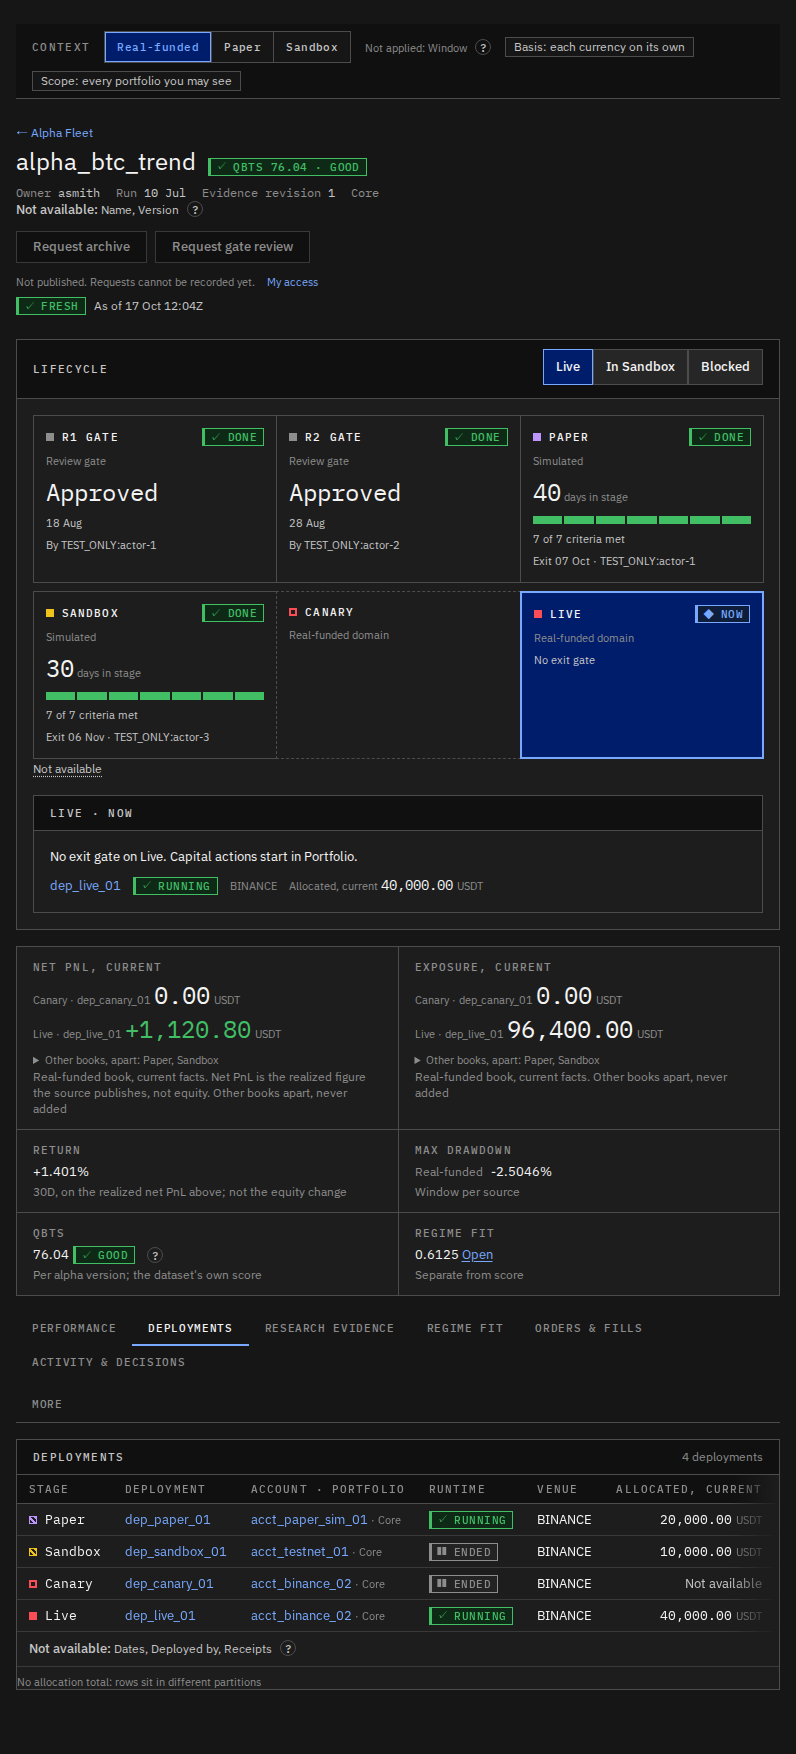 CONTEXT Real-funded Paper Sandbox Not applied: Window ? Basis: each currency on its own
Scope: every portfolio you may see
← Alpha Fleet
alpha_btc_trend ✓ QBTS 76.04 · GOOD
Owner asmith Run 10 Jul Evidence revision 1 Core
Not available: Name, Version ?
Request archive Request gate review
Not published. Requests cannot be recorded yet. My access
✓ FRESH As of 17 Oct 12:04Z
LIFECYCLE Live In Sandbox Blocked
R1 GATE ✓ DONE
Review gate
Approved
18 Aug
By TEST_ONLY:actor-1
R2 GATE ✓ DONE
Review gate
Approved
28 Aug
By TEST_ONLY:actor-2
PAPER ✓ DONE
Simulated
40 days in stage
7 of 7 criteria met
Exit 07 Oct · TEST_ONLY:actor-1
SANDBOX ✓ DONE
Simulated
30 days in stage
7 of 7 criteria met
Exit 06 Nov · TEST_ONLY:actor-3
CANARY
Real-funded domain
LIVE ◆ NOW
Real-funded domain
No exit gate
Not available
LIVE · NOW
No exit gate on Live. Capital actions start in Portfolio.
dep_live_01 ✓ RUNNING BINANCE Allocated, current 40,000.00 USDT
NET PNL, CURRENT
Canary · dep_canary_01 0.00 USDT
Live · dep_live_01 +1,120.80 USDT
▶ Other books, apart: Paper, Sandbox
Real-funded book, current facts. Net PnL is the realized figure
the source publishes, not equity. Other books apart, never
added
EXPOSURE, CURRENT
Canary · dep_canary_01 0.00 USDT
Live · dep_live_01 96,400.00 USDT
▶ Other books, apart: Paper, Sandbox
Real-funded book, current facts. Other books apart, never
added
RETURN
+1.401%
30D, on the realized net PnL above; not the equity change
MAX DRAWDOWN
Real-funded -2.5046%
Window per source
QBTS
76.04 ✓ GOOD ?
Per alpha version; the dataset's own score
REGIME FIT
0.6125 Open
Separate from score
PERFORMANCE DEPLOYMENTS RESEARCH EVIDENCE REGIME FIT ORDERS & FILLS
ACTIVITY & DECISIONS
MORE
DEPLOYMENTS 4 deployments
STAGE DEPLOYMENT ACCOUNT · PORTFOLIO RUNTIME VENUE ALLOCATED, CURRENT
Paper dep_paper_01 acct_paper_sim_01 · Core ✓ RUNNING BINANCE 20,000.00 USDT
Sandbox dep_sandbox_01 acct_testnet_01 · Core ENDED BINANCE 10,000.00 USDT
Canary dep_canary_01 acct_binance_02 · Core ENDED BINANCE Not available
Live dep_live_01 acct_binance_02 · Core ✓ RUNNING BINANCE 40,000.00 USDT
Not available: Dates, Deployed by, Receipts ?
No allocation total: rows sit in different partitions